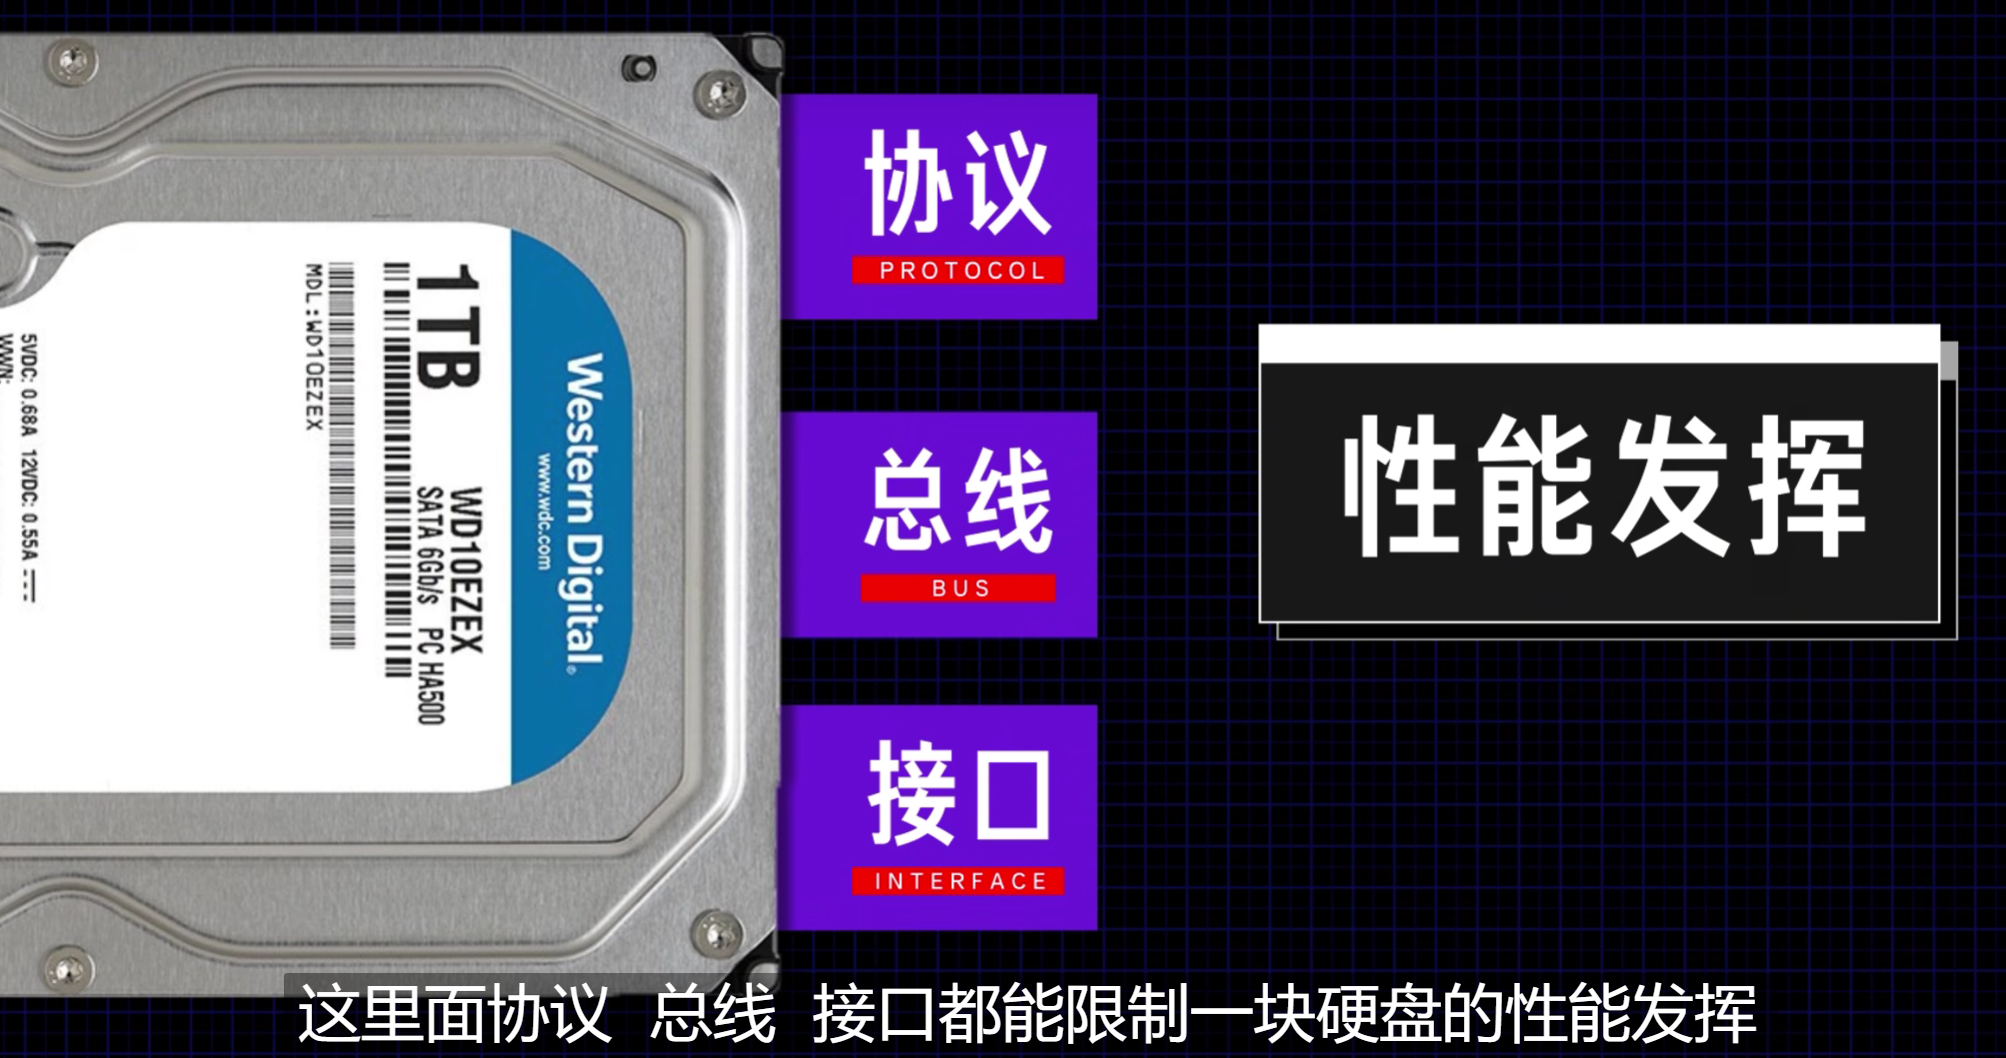 协议
PROTOCOL
总线
BUS
接口
INTERFACE
性能发挥
Western Digital®
www.wdc.com
1TB
WD10EZEX
SATA 6Gb/s PC HA500
MDL:WD10EZEX
5VDC: 0.68A 12VDC: 0.55A
WWN:
这里面协议 总线 接口都能限制一块硬盘的性能发挥